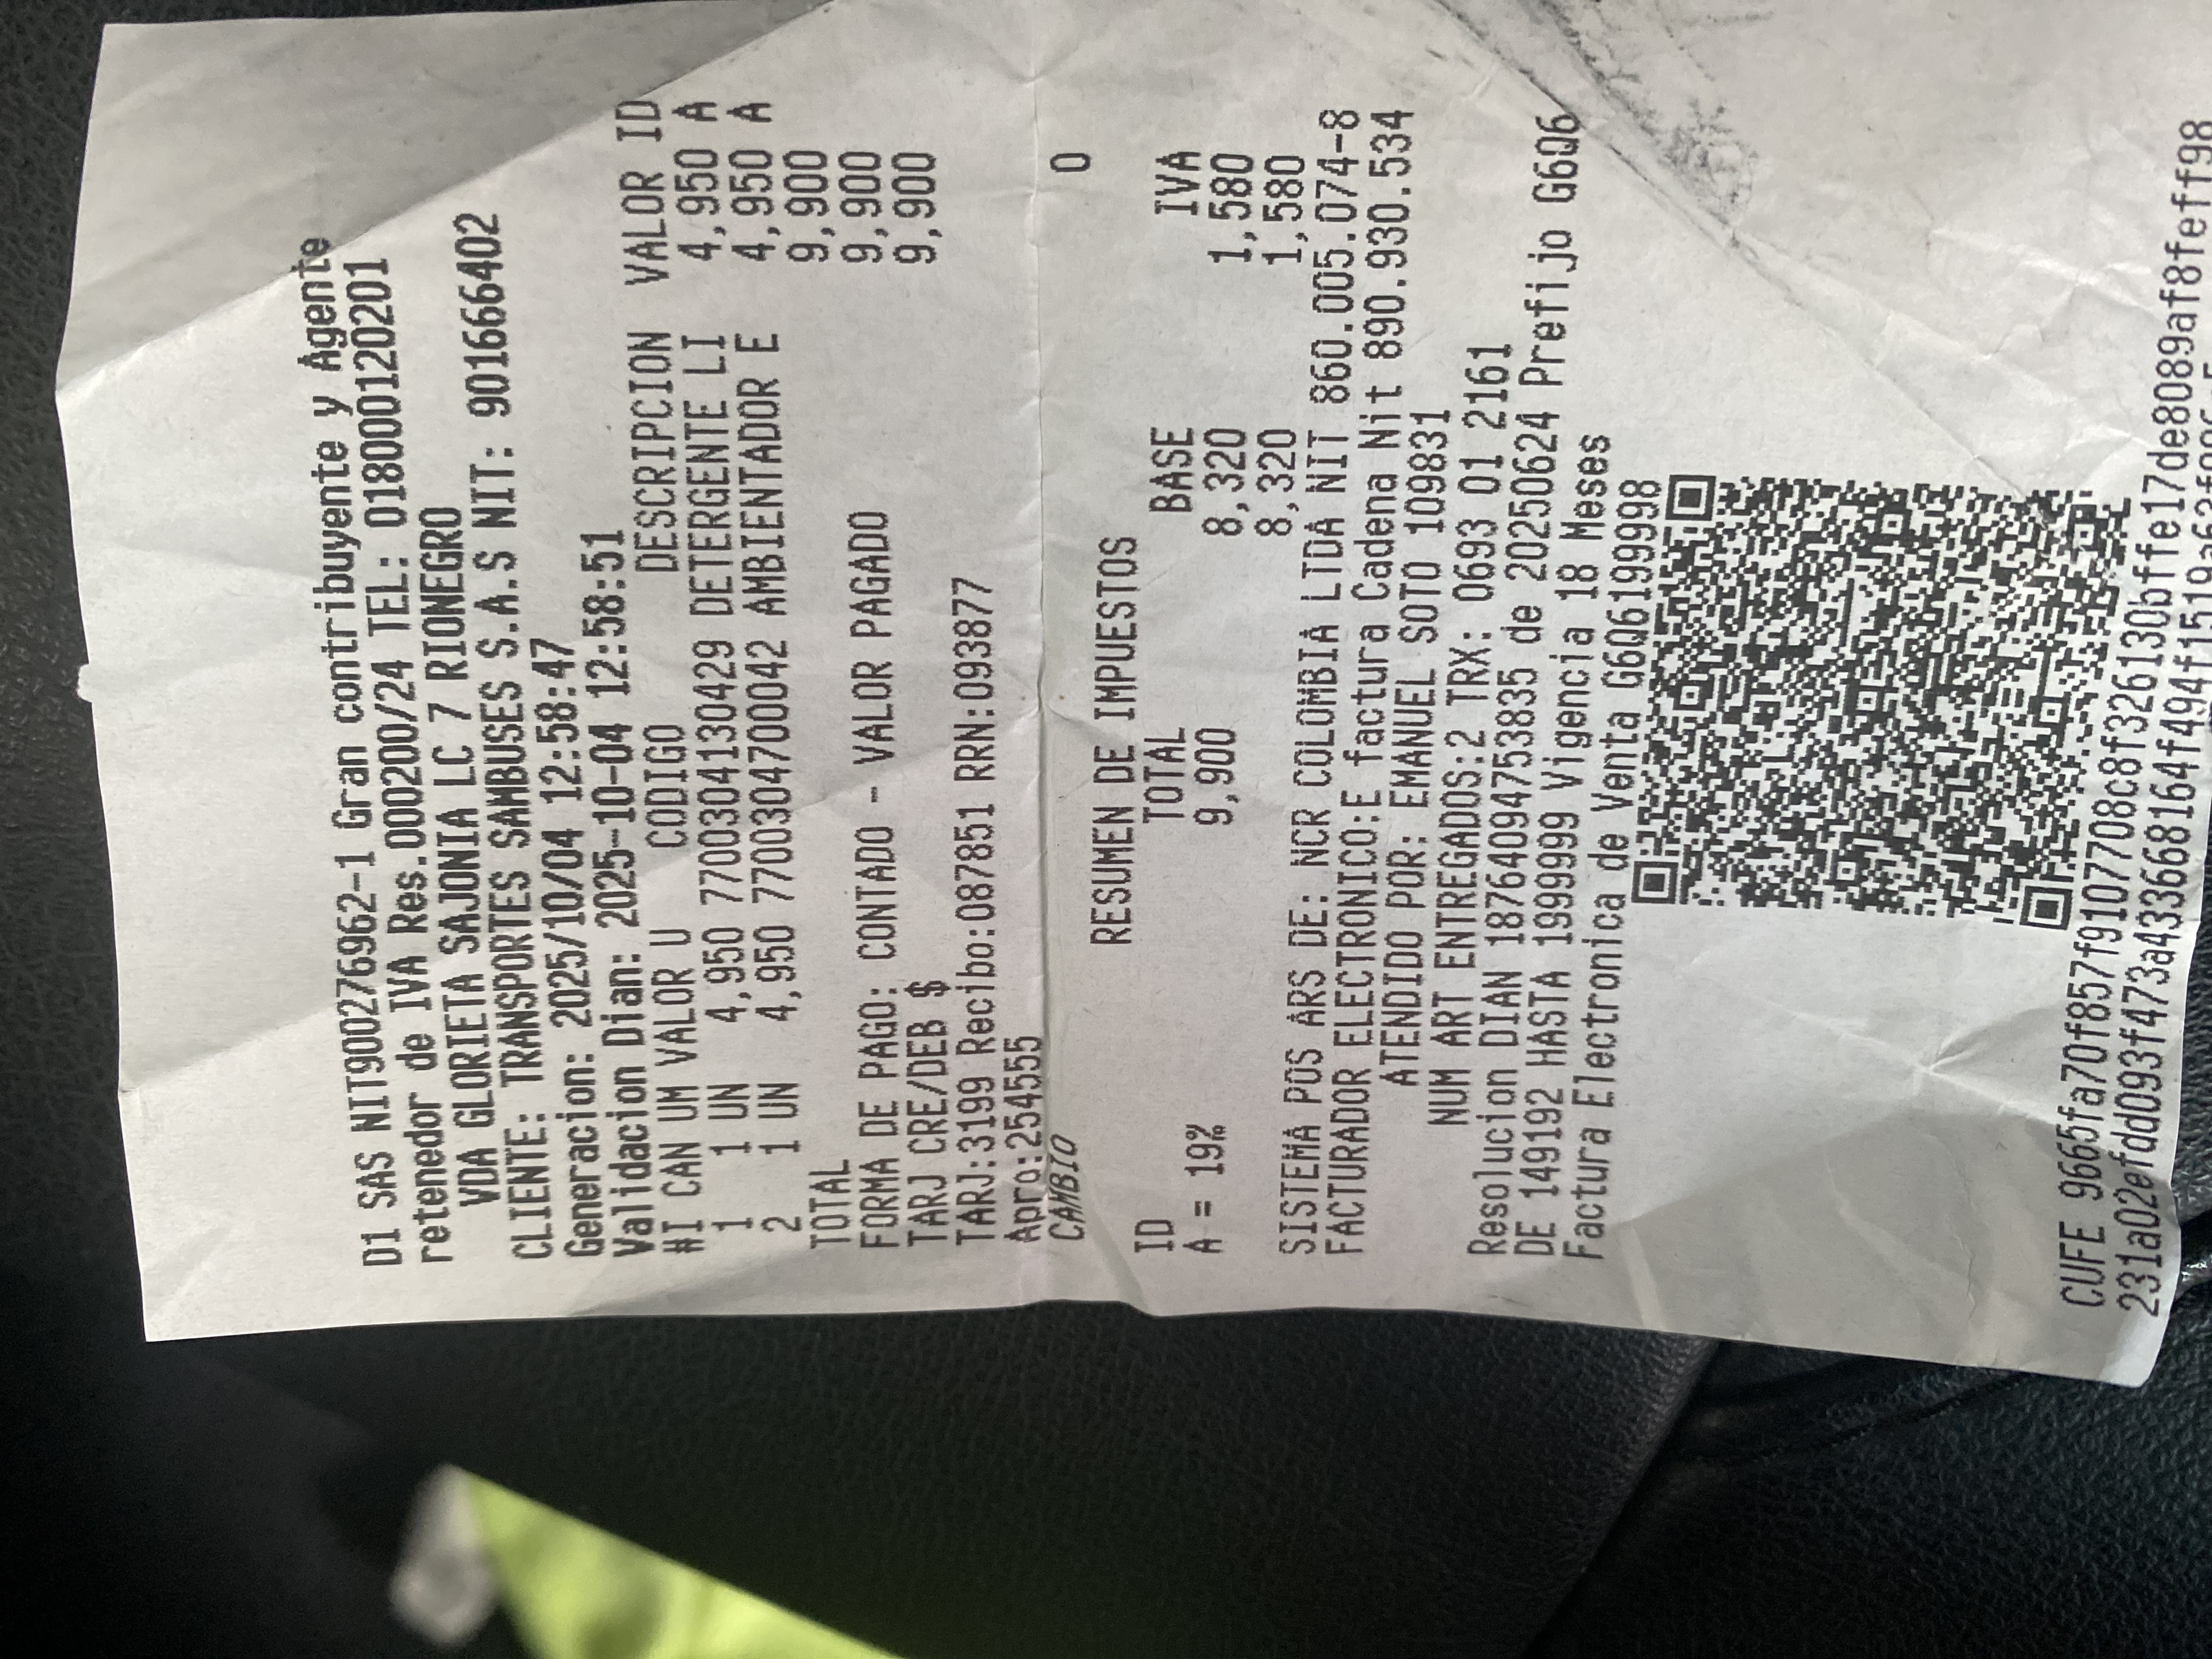 D1 SAS NIT900276962-1 Gran contribuyente y Agente
retenedor de IVA Res.000200/24 TEL: 018000120201
VDA GLORIETA SAJONIA LC 7 RIONEGRO
CLIENTE: TRANSPORTES SAMBUSES S.A.S NIT: 901666402
Generacion: 2025/10/04 12:58:47
Validacion Dian: 2025-10-04 12:58:51
#I CAN UM VALOR U CODIGO DESCRIPCION VALOR ID
1 1 UN 4,950 7700304130429 DETERGENTE LI 4,950 A
2 1 UN 4,950 7700304700042 AMBIENTADOR E 4,950 A
TOTAL 9,900
FORMA DE PAGO: CONTADO - VALOR PAGADO 9,900
TARJ CRE/DEB $ 9,900
TARJ:3199 Recibo:087851 RRN:093877
Apro:254555
CAMBIO 0
RESUMEN DE IMPUESTOS
ID TOTAL BASE IVA
A = 19% 9,900 8,320 1,580
8,320 1,580
SISTEMA POS ARS DE: NCR COLOMBIA LTDA NIT 860.005.074-8
FACTURADOR ELECTRONICO:E factura Cadena Nit 890.930.534
ATENDIDO POR: EMANUEL SOTO 109831
NUM ART ENTREGADOS:2 TRX: 0693 01 2161
Resolucion DIAN 18764094753835 de 20250624 Prefijo G6Q6
DE 149192 HASTA 1999999 Vigencia 18 Meses
Factura Electronica de Venta G6Q6199998
CUFE 9665fa70f857f9107708c8f326130bffe17de8089af8feff98